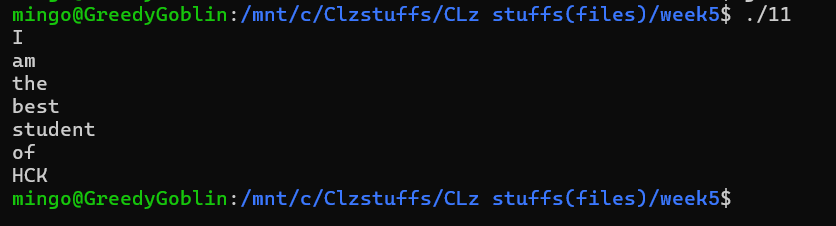 mingo@GreedyGoblin:/mnt/c/Clzstuffs/CLz stuffs(files)/week5$ ./11
I
am
the
best
student
of
HCK
mingo@GreedyGoblin:/mnt/c/Clzstuffs/CLz stuffs(files)/week5$